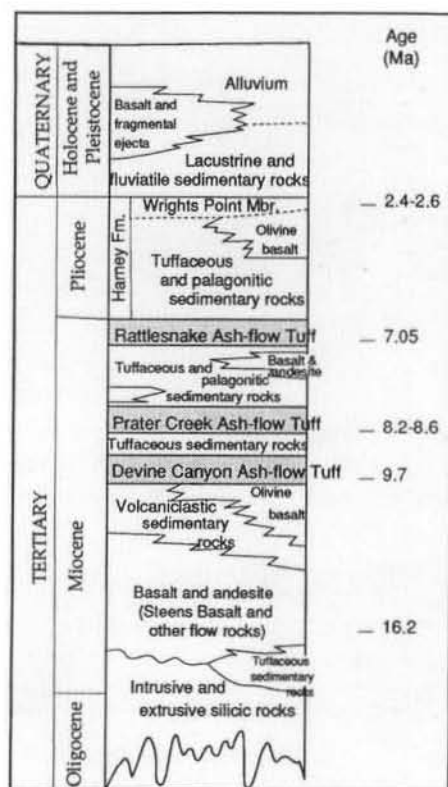 Age
(Ma)
QUATERNARY
Holocene and
Pleistocene
Alluvium
Basalt and
fragmental
ejecta
Lacustrine and
fluviatile sedimentary rocks
TERTIARY
Pliocene
Harney Fm.
Wrights Point Mbr.
2.4-2.6
Olivine
basalt
Tuffaceous
and palagonitic
sedimentary rocks
Miocene
Rattlesnake Ash-flow Tuff
7.05
Basalt &
andesite
Tuffaceous and
palagonitic
sedimentary rocks
Prater Creek Ash-flow Tuff
8.2-8.6
Tuffaceous sedimentary rocks
Devine Canyon Ash-flow Tuff
9.7
Olivine
basalt
Volcaniclastic
sedimentary
rocks
Basalt and andesite
(Steens Basalt and
other flow rocks)
16.2
Tuffaceous
sedimentary
rocks
Oligocene
Intrusive and
extrusive silicic rocks